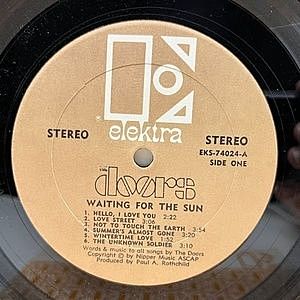 elektra
STEREO
STEREO
EKS-74024-A
SIDE ONE
THE
DOORS
WAITING FOR THE SUN
1. HELLO, I LOVE YOU 2:22
2. LOVE STREET 3:06
3. NOT TO TOUCH THE EARTH 3:54
4. SUMMER'S ALMOST GONE 3:20
5. WINTERTIME LOVE 1:52
6. THE UNKNOWN SOLDIER 3:10
Words & music to all songs by The Doors
Copyright © by Nipper Music ASCAP
Produced by Paul A. Rothchild